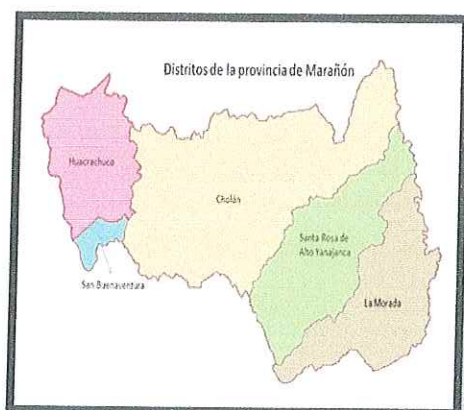 Distritos de la provincia de Marañón
Huacrachuco
Cholón
Santa Rosa de
Alto Yanajanca
San Buenaventura
La Morada